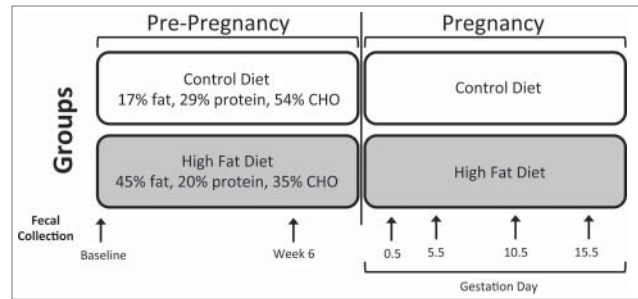 Pre-Pregnancy
Pregnancy
Groups
Control Diet
17% fat, 29% protein, 54% CHO
Control Diet
High Fat Diet
45% fat, 20% protein, 35% CHO
High Fat Diet
Fecal
Collection
Baseline
Week 6
0.5
5.5
10.5
15.5
Gestation Day